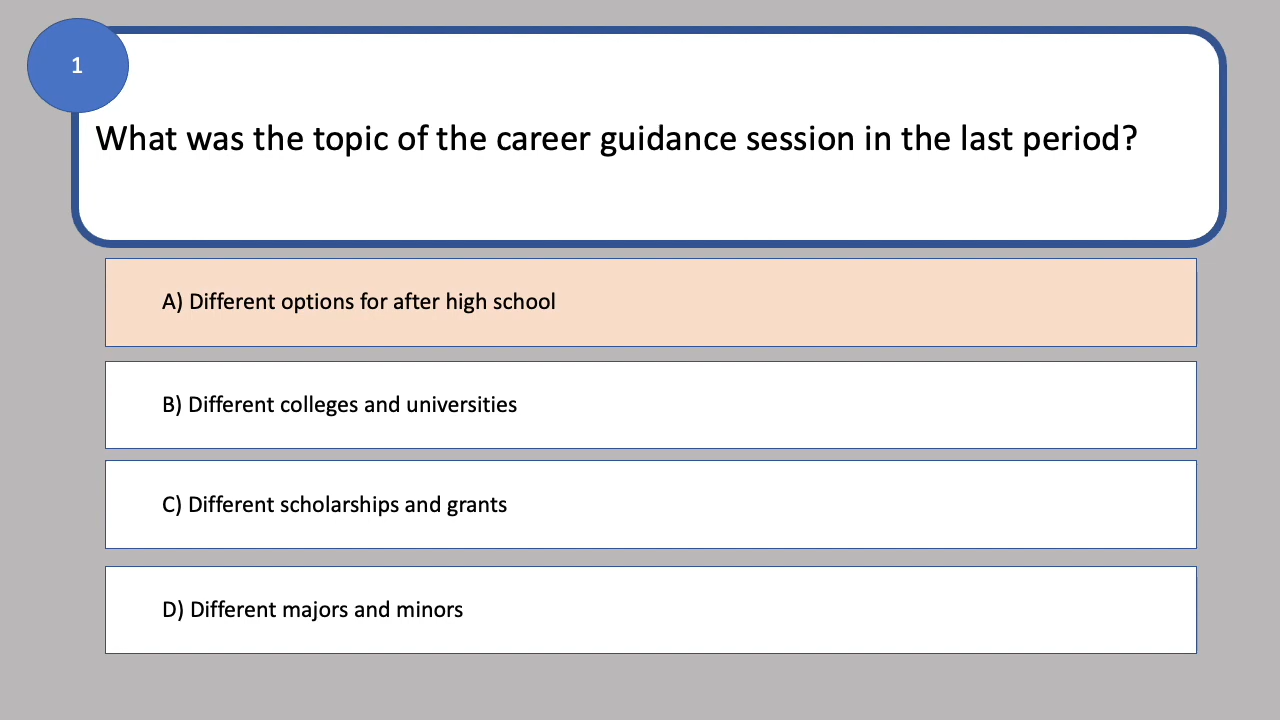 1
What was the topic of the career guidance session in the last period?
A) Different options for after high school
B) Different colleges and universities
C) Different scholarships and grants
D) Different majors and minors